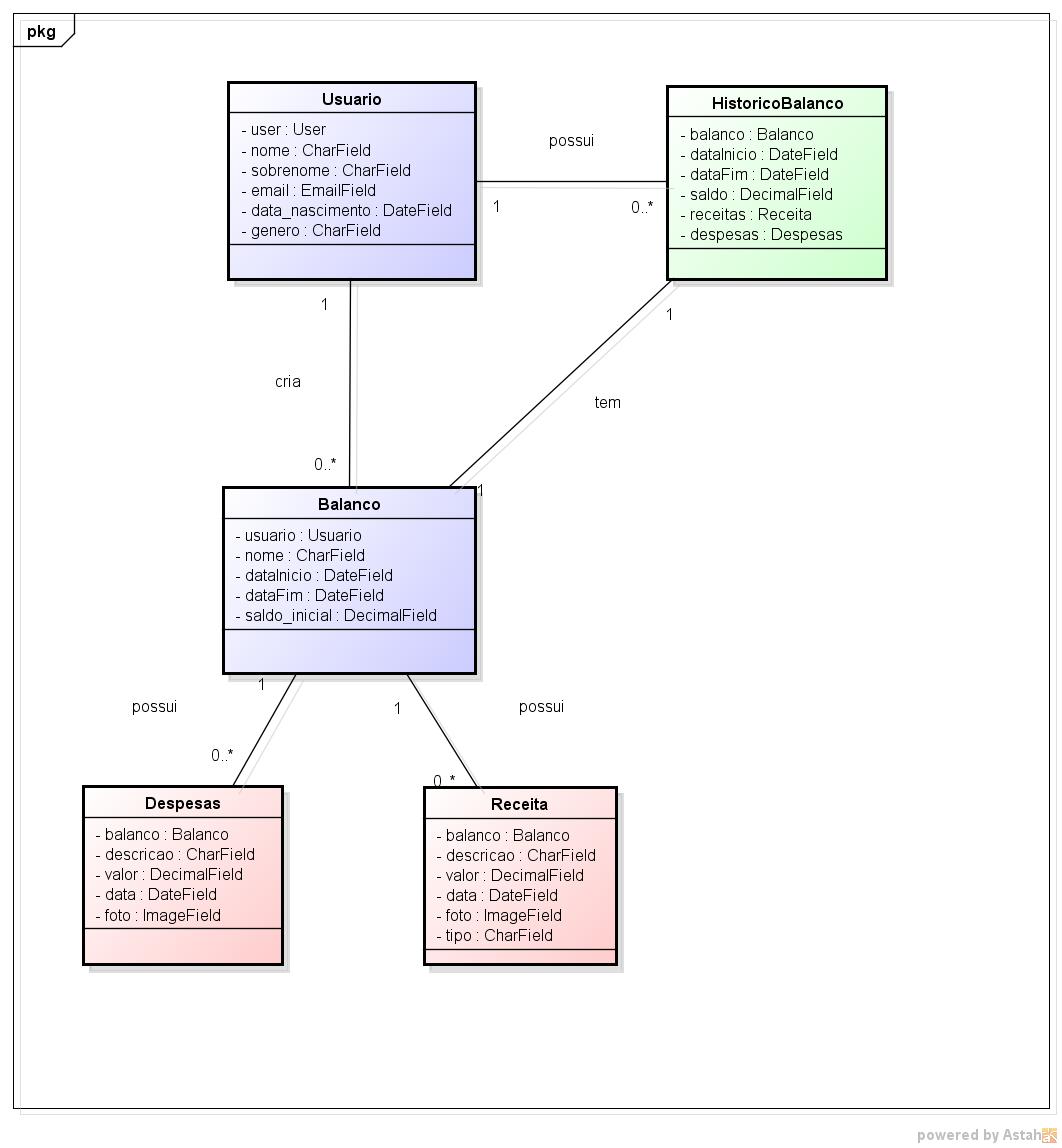 pkg
Usuario
- user : User
- nome : CharField
- sobrenome : CharField
- email : EmailField
- data_nascimento : DateField
- genero : CharField
possui
1
0..*
HistoricoBalanco
- balanco : Balanco
- dataInicio : DateField
- dataFim : DateField
- saldo : DecimalField
- receitas : Receita
- despesas : Despesas
1
cria
0..*
1
tem
1
Balanco
- usuario : Usuario
- nome : CharField
- dataInicio : DateField
- dataFim : DateField
- saldo_inicial : DecimalField
1
possui
0..*
1
possui
0..*
Despesas
- balanco : Balanco
- descricao : CharField
- valor : DecimalField
- data : DateField
- foto : ImageField
Receita
- balanco : Balanco
- descricao : CharField
- valor : DecimalField
- data : DateField
- foto : ImageField
- tipo : CharField
powered by Astah